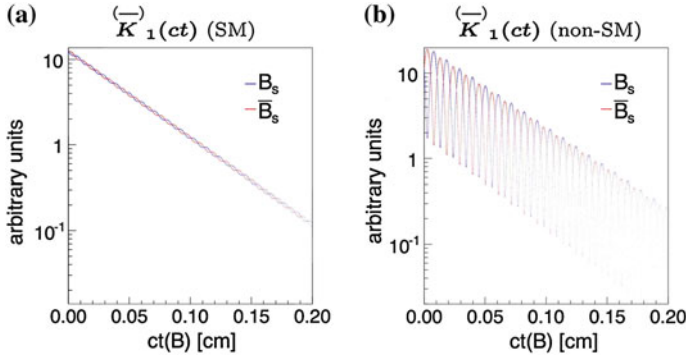 (a)
(—)
K 1(ct) (SM)
arbitrary units
10
1
10-1
Bs
B̅s
0.00 0.05 0.10 0.15 0.20
ct(B) [cm]
(b)
(—)
K 1(ct) (non-SM)
arbitrary units
10
1
10-1
Bs
B̅s
0.00 0.05 0.10 0.15 0.20
ct(B) [cm]